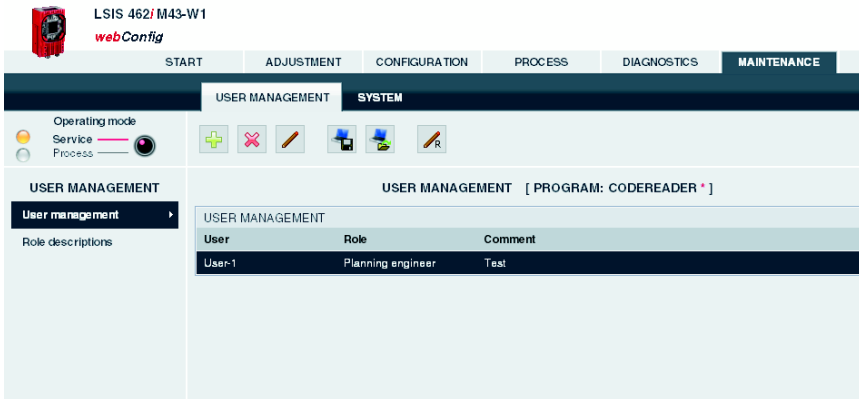 LSIS 462i M43-W1
webConfig
START ADJUSTMENT CONFIGURATION PROCESS DIAGNOSTICS MAINTENANCE
USER MANAGEMENT SYSTEM
Operating mode
Service
Process
R
USER MANAGEMENT
User management
Role descriptions
USER MANAGEMENT [ PROGRAM: CODEREADER * ]
USER MANAGEMENT
User Role Comment
User-1 Planning engineer Test